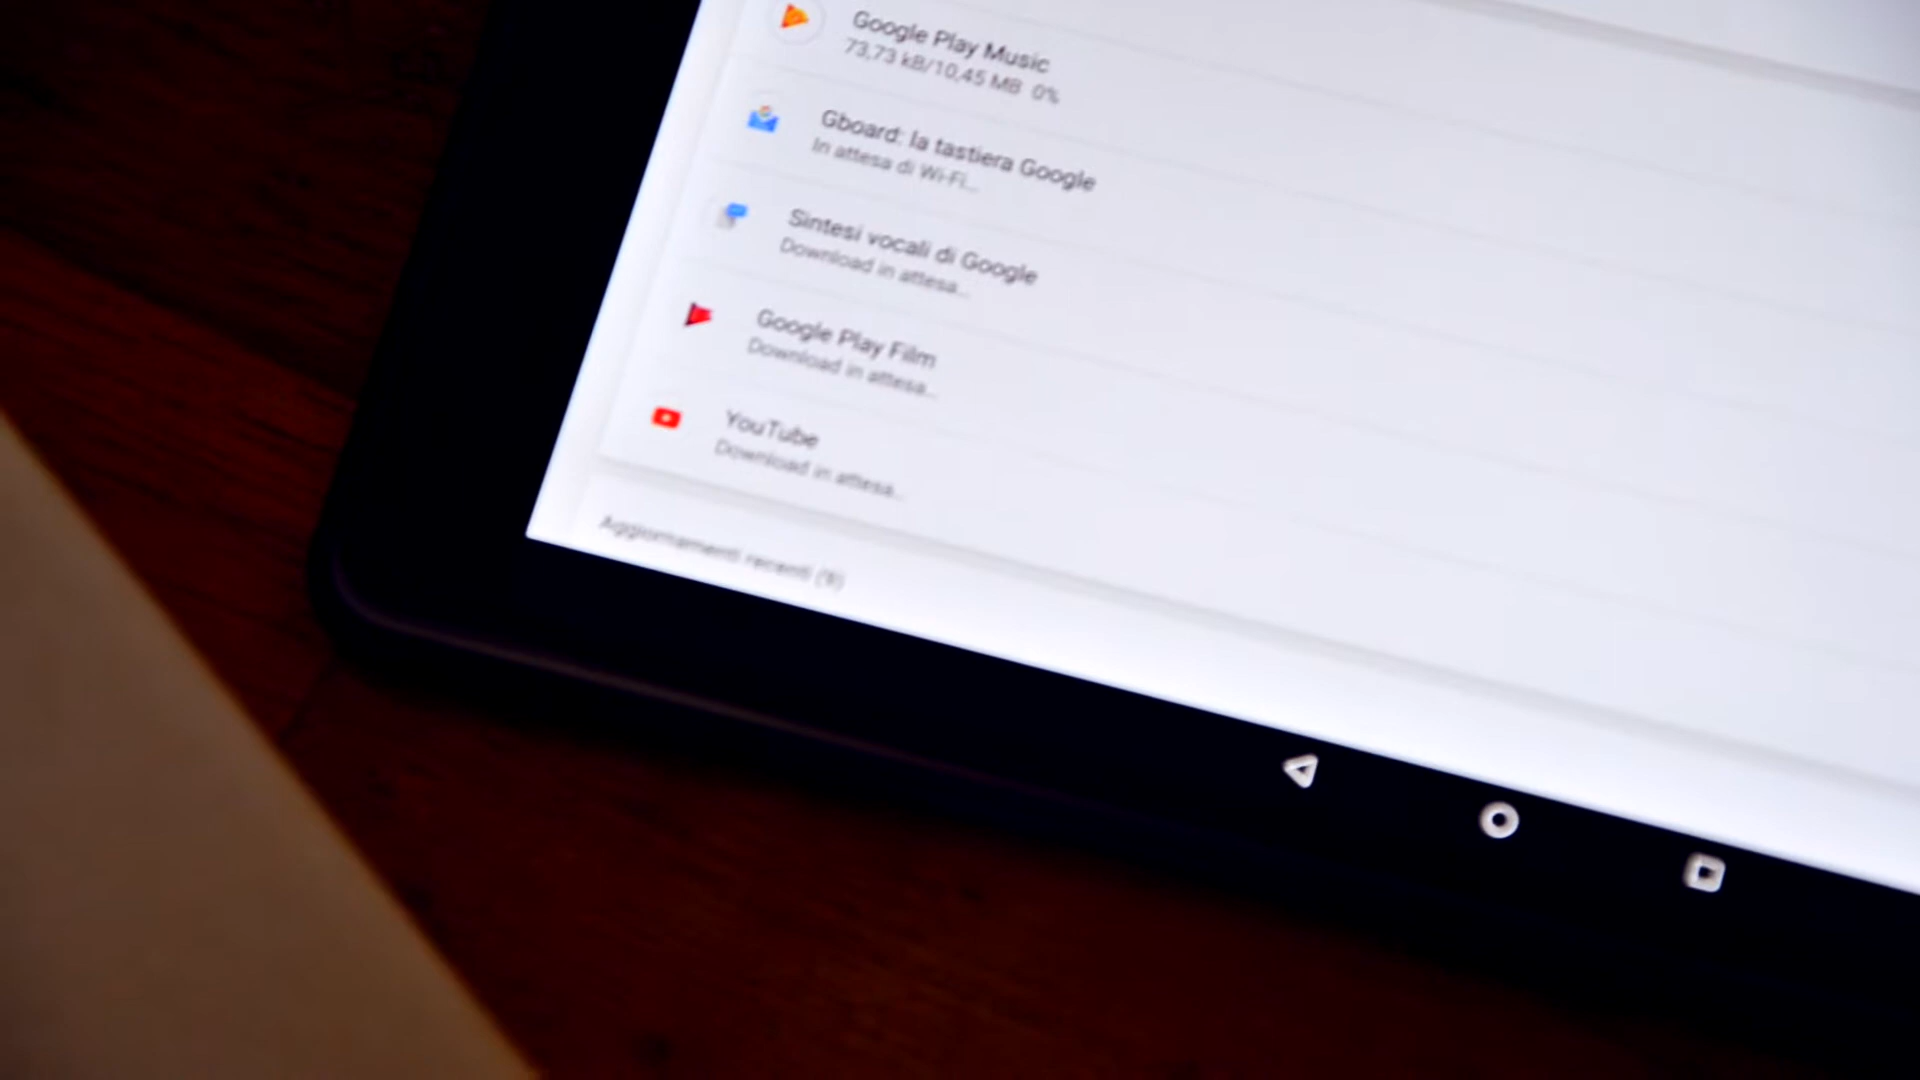 Google Play Music
73,73 kB/10,45 MB 0%
Gboard: la tastiera Google
In attesa di Wi-Fi...
Sintesi vocali di Google
Download in attesa...
Google Play Film
Download in attesa...
YouTube
Download in attesa...
Aggiornamenti recenti (9)